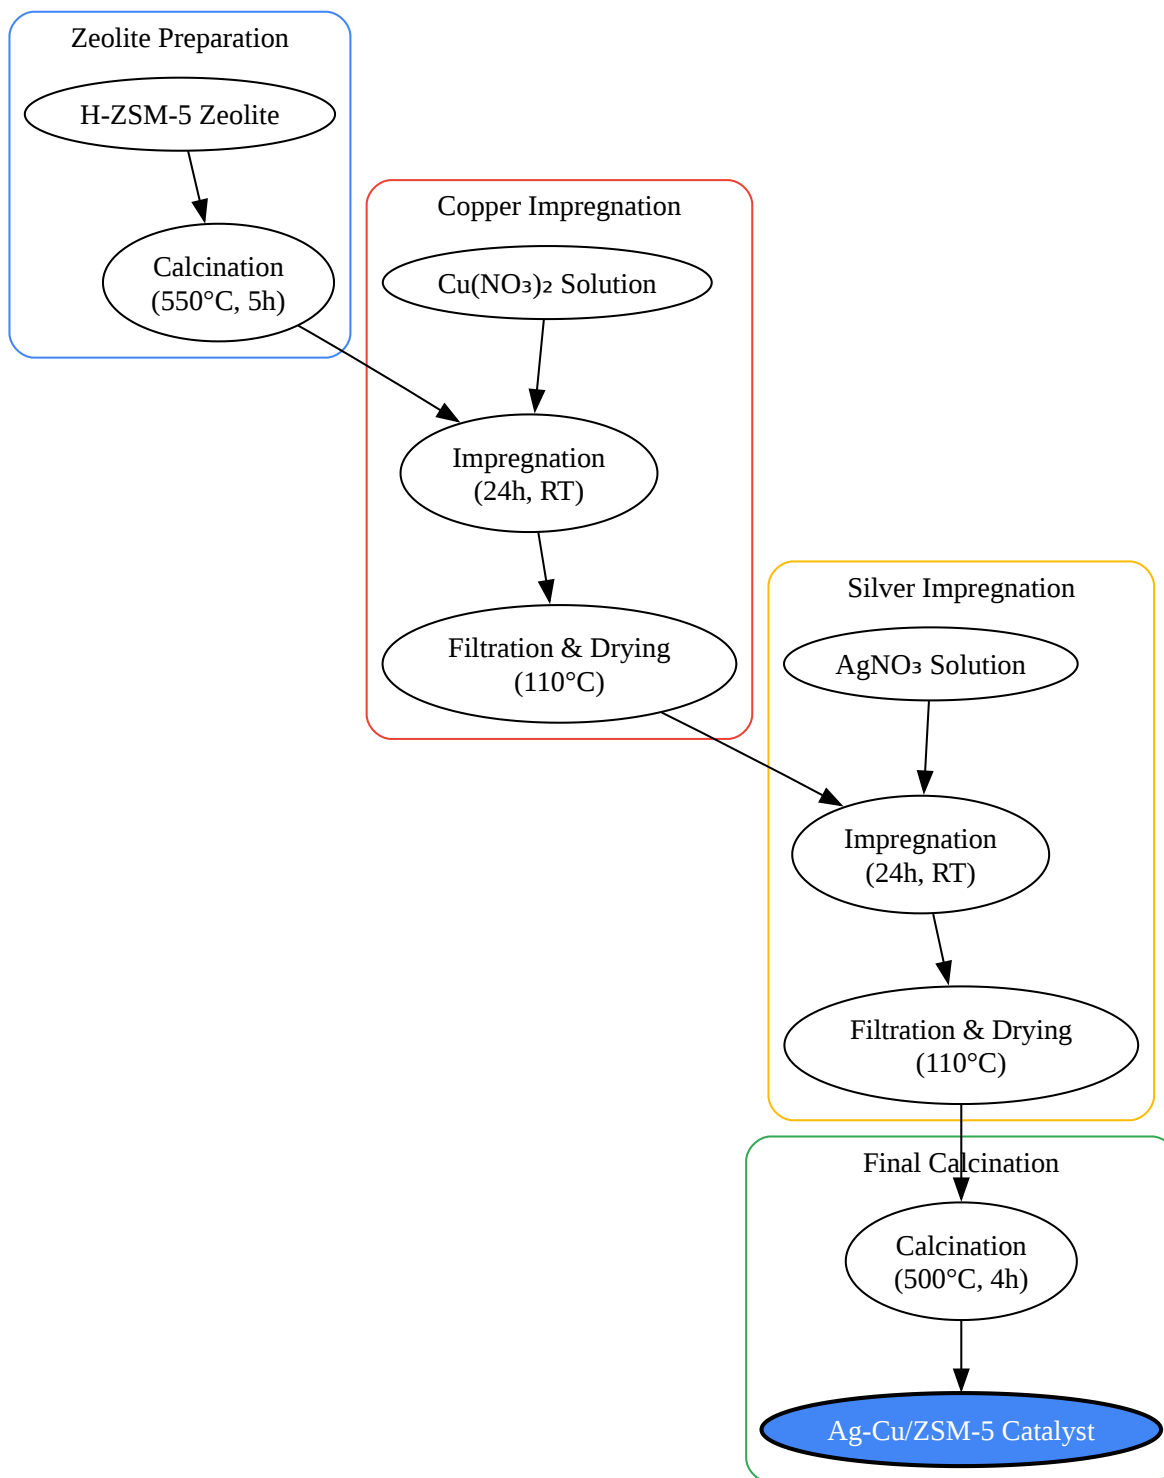 Zeolite Preparation
H-ZSM-5 Zeolite
Calcination
(550°C, 5h)
Copper Impregnation
Cu(NO₃)₂ Solution
Impregnation
(24h, RT)
Filtration & Drying
(110°C)
Silver Impregnation
AgNO₃ Solution
Impregnation
(24h, RT)
Filtration & Drying
(110°C)
Final Calcination
Calcination
(500°C, 4h)
Ag-Cu/ZSM-5 Catalyst